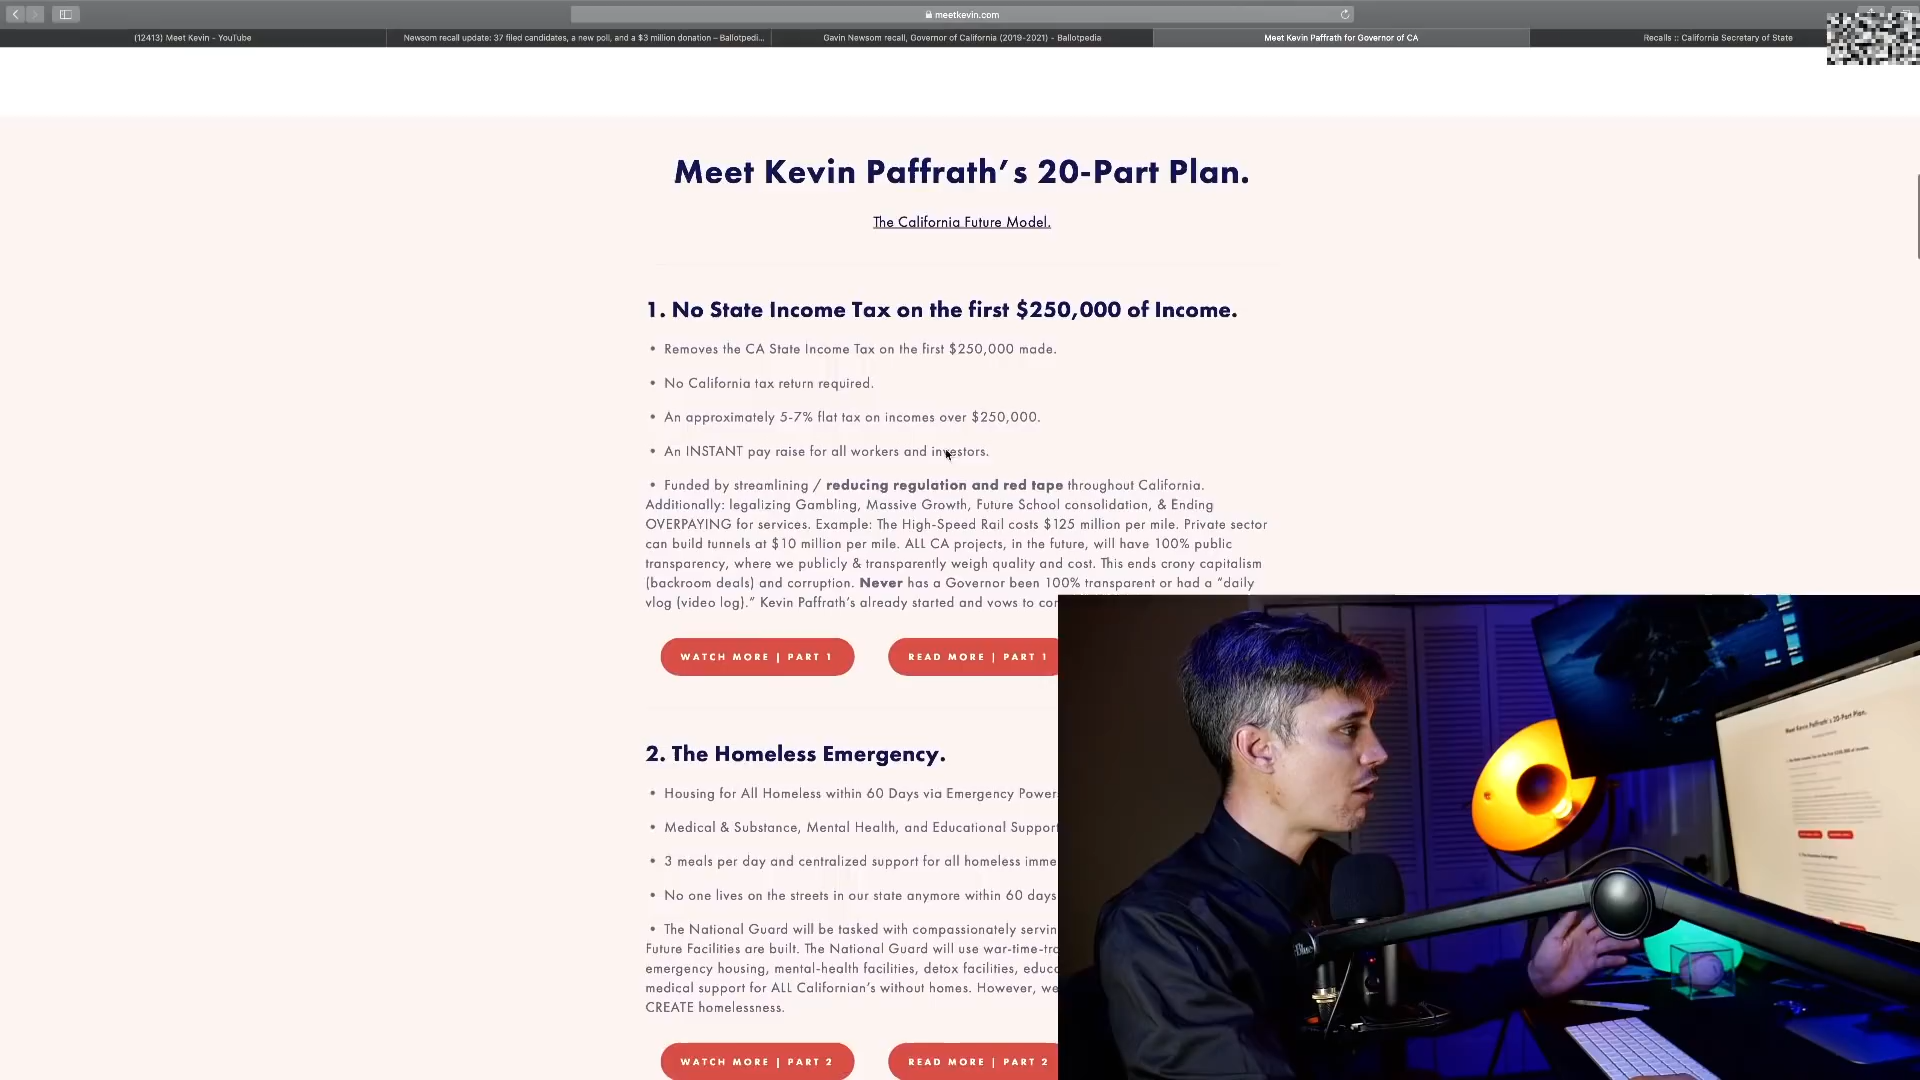 meetkevin.com
(12413) Meet Kevin - YouTube
Newsom recall update: 37 filed candidates, a new poll, and a $3 million donation – Ballotpedi...
Gavin Newsom recall, Governor of California (2019-2021) - Ballotpedia
Meet Kevin Paffrath for Governor of CA
Recalls :: California Secretary of State
Meet Kevin Paffrath's 20-Part Plan.
The California Future Model.
1. No State Income Tax on the first $250,000 of Income.
• Removes the CA State Income Tax on the first $250,000 made.
• No California tax return required.
• An approximately 5-7% flat tax on incomes over $250,000.
• An INSTANT pay raise for all workers and investors.
• Funded by streamlining / reducing regulation and red tape throughout California.
Additionally: legalizing Gambling, Massive Growth, Future School consolidation, & Ending
OVERPAYING for services. Example: The High-Speed Rail costs $125 million per mile. Private sector
can build tunnels at $10 million per mile. ALL CA projects, in the future, will have 100% public
transparency, where we publicly & transparently weigh quality and cost. This ends crony capitalism
(backroom deals) and corruption. Never has a Governor been 100% transparent or had a “daily
vlog (video log).” Kevin Paffrath's already started and vows to con
WATCH MORE | PART 1
READ MORE | PART 1
2. The Homeless Emergency.
• Housing for All Homeless within 60 Days via Emergency Power
• Medical & Substance, Mental Health, and Educational Support
• 3 meals per day and centralized support for all homeless imme
• No one lives on the streets in our state anymore within 60 days
• The National Guard will be tasked with compassionately servin
Future Facilities are built. The National Guard will use war-time-tra
emergency housing, mental-health facilities, detox facilities, educa
medical support for ALL Californian's without homes. However, we
CREATE homelessness.
WATCH MORE | PART 2
READ MORE | PART 2
Meet Kevin Paffrath's 20-Part Plan.
Blue